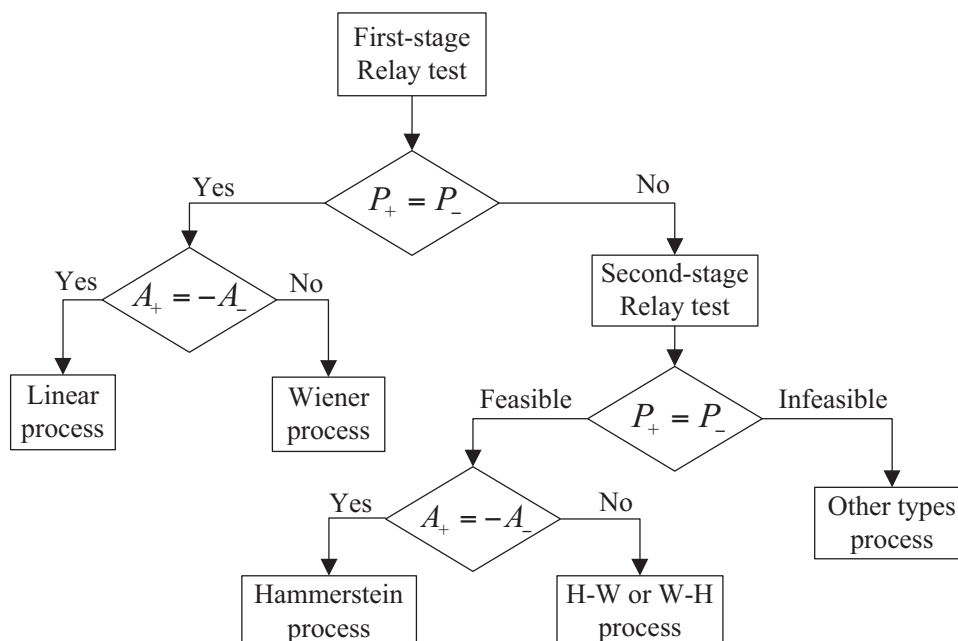 First-stage
Relay test
Yes
No
P₊ = P₋
Yes
No
A₊ = −A₋
Second-stage
Relay test
Linear
process
Wiener
process
Feasible
Infeasible
P₊ = P₋
Yes
No
A₊ = −A₋
Other types
process
Hammerstein
process
H-W or W-H
process